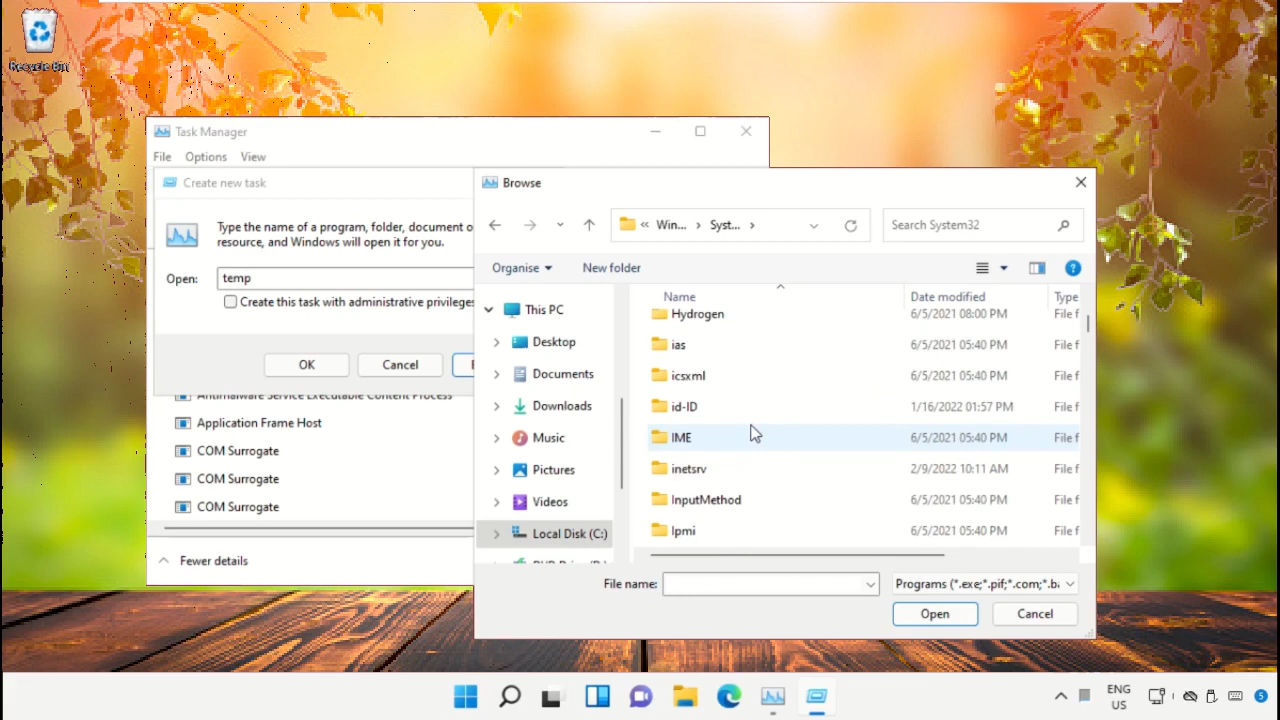 Recycle Bin
Task Manager
File Options View
Create new task
Type the name of a program, folder, document o
resource, and Windows will open it for you.
Open: temp
Create this task with administrative privileges
OK Cancel
Antimalware Service Executable Content Process
Application Frame Host
COM Surrogate
COM Surrogate
COM Surrogate
Fewer details
Browse
« Win... › Syst... ›
Search System32
Organise New folder
This PC
Desktop
Documents
Downloads
Music
Pictures
Videos
Local Disk (C:)
Name Date modified Type
Hydrogen 6/5/2021 08:00 PM File f
ias 6/5/2021 05:40 PM File f
icsxml 6/5/2021 05:40 PM File f
id-ID 1/16/2022 01:57 PM File f
IME 6/5/2021 05:40 PM File f
inetsrv 2/9/2022 10:11 AM File f
InputMethod 6/5/2021 05:40 PM File f
Ipmi 6/5/2021 05:40 PM File f
File name: Programs (*.exe;*.pif;*.com;*.ba
Open Cancel
ENG
US
5